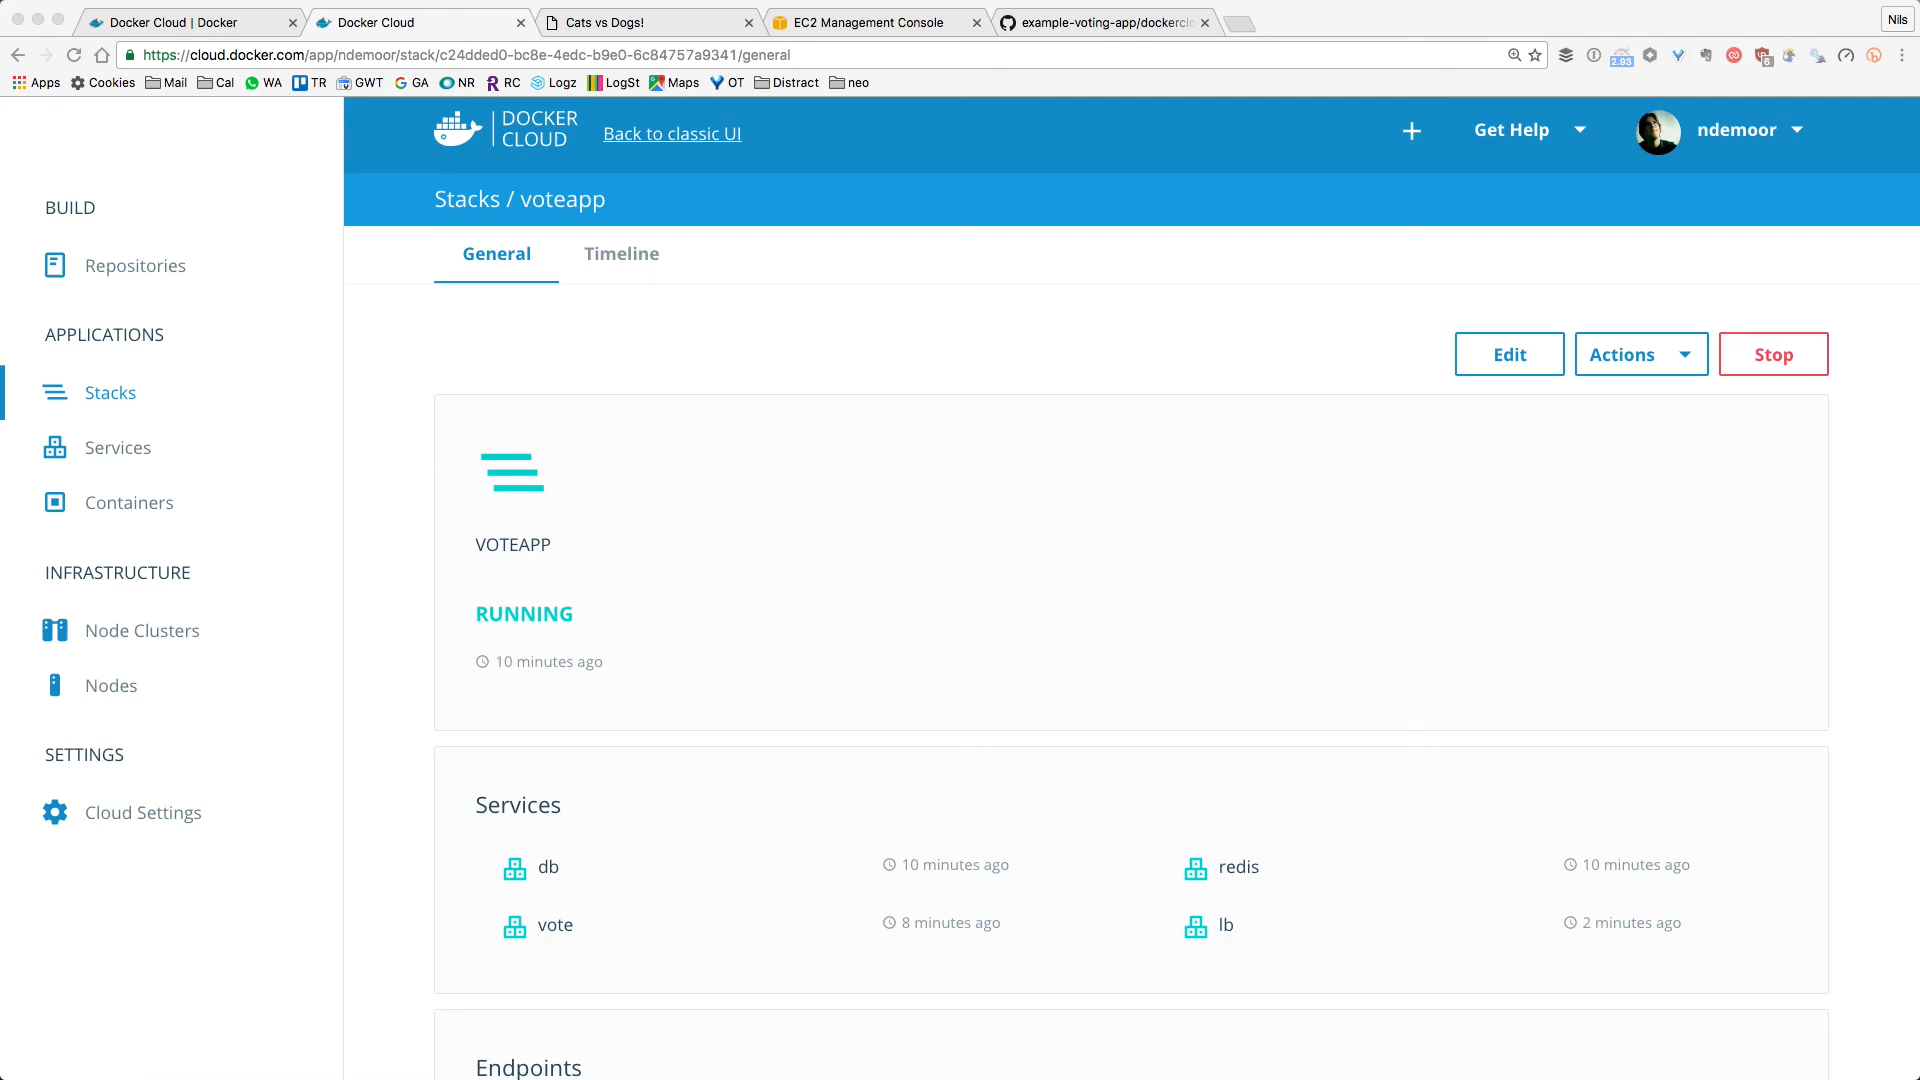 Docker Cloud | Docker
Docker Cloud
Cats vs Dogs!
EC2 Management Console
example-voting-app/dockerclo
Nils
https://cloud.docker.com/app/ndemoor/stack/c24dded0-bc8e-4edc-b9e0-6c84757a9341/general
2.93
6
Apps
Cookies
Mail
Cal
WA
TR
GWT
GA
NR
RC
Logz
LogSt
Maps
OT
Distract
neo
DOCKER
CLOUD
Back to classic UI
Get Help
ndemoor
Stacks / voteapp
General
Timeline
BUILD
Repositories
APPLICATIONS
Stacks
Services
Containers
INFRASTRUCTURE
Node Clusters
Nodes
SETTINGS
Cloud Settings
Edit
Actions
Stop
VOTEAPP
RUNNING
10 minutes ago
Services
db
10 minutes ago
redis
10 minutes ago
vote
8 minutes ago
lb
2 minutes ago
Endpoints